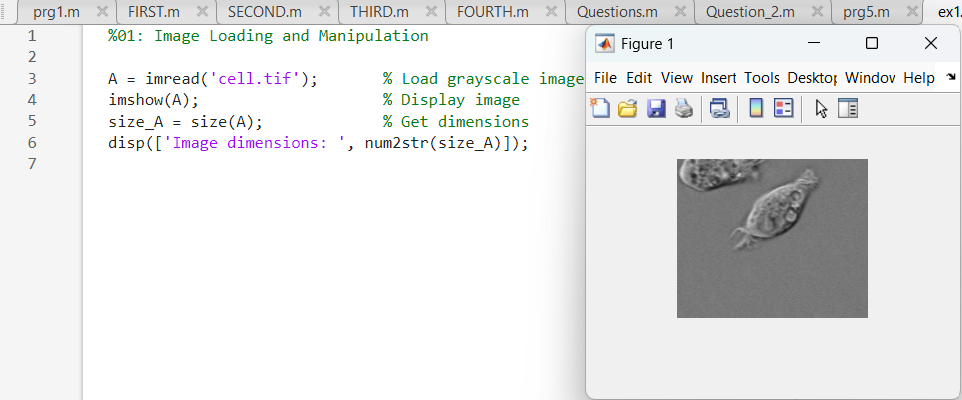 prg1.m FIRST.m SECOND.m THIRD.m FOURTH.m Questions.m Question_2.m prg5.m ex1.
1 %01: Image Loading and Manipulation
2
3 A = imread('cell.tif'); % Load grayscale image
4 imshow(A); % Display image
5 size_A = size(A); % Get dimensions
6 disp(['Image dimensions: ', num2str(size_A)]);
7
Figure 1
File Edit View Insert Tools Desktop Window Help